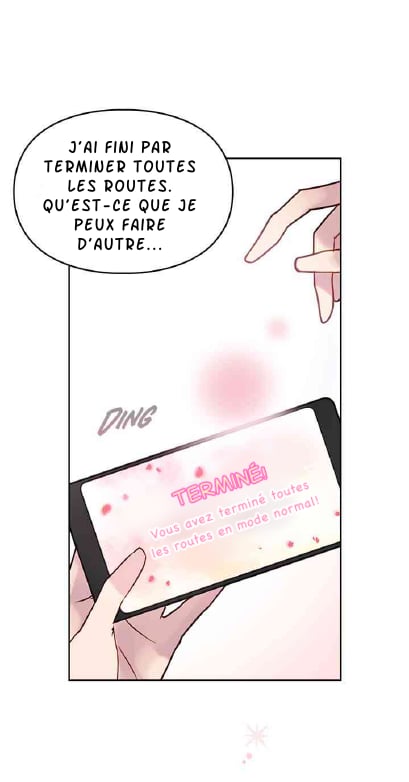 J'AI FINI PAR
TERMINER TOUTES
LES ROUTES.
QU'EST-CE QUE JE
PEUX FAIRE
D'AUTRE...
DING
TERMINÉ!
Vous avez terminé toutes
les routes en mode normal!